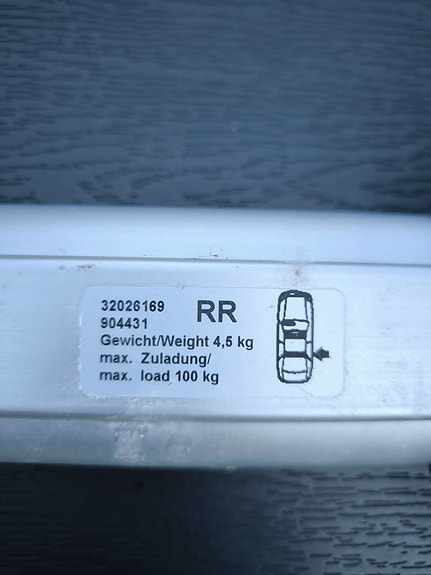 32026169
904431
RR
Gewicht/Weight 4,5 kg
max. Zuladung/
max. load 100 kg